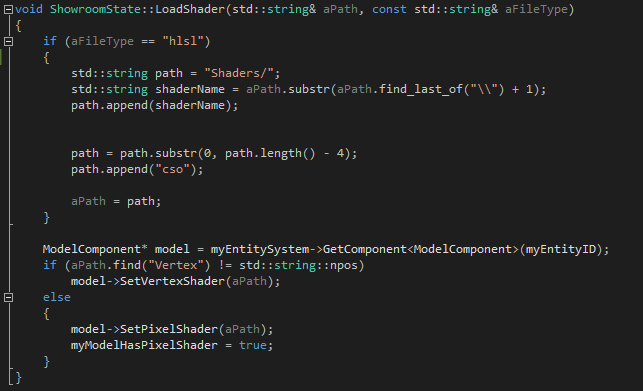 void ShowroomState::LoadShader(std::string& aPath, const std::string& aFileType)
{
    if (aFileType == "hlsl")
    {
        std::string path = "Shaders/";
        std::string shaderName = aPath.substr(aPath.find_last_of("\\") + 1);
        path.append(shaderName);


        path = path.substr(0, path.length() - 4);
        path.append("cso");

        aPath = path;
    }

    ModelComponent* model = myEntitySystem->GetComponent<ModelComponent>(myEntityID);
    if (aPath.find("Vertex") != std::string::npos)
        model->SetVertexShader(aPath);
    else
    {
        model->SetPixelShader(aPath);
        myModelHasPixelShader = true;
    }
}